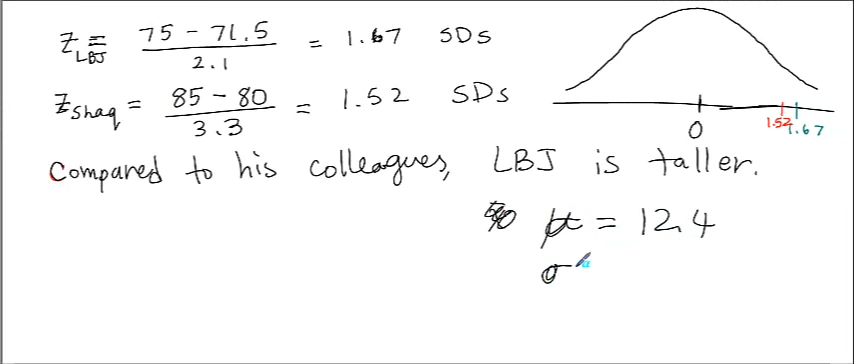 Z_LBJ = (75 - 71.5) / 2.1 = 1.67 SDs
Z_Shaq = (85 - 80) / 3.3 = 1.52 SDs
0 1.52 1.67
Compared to his colleagues, LBJ is taller.
μ = 12.4
σ